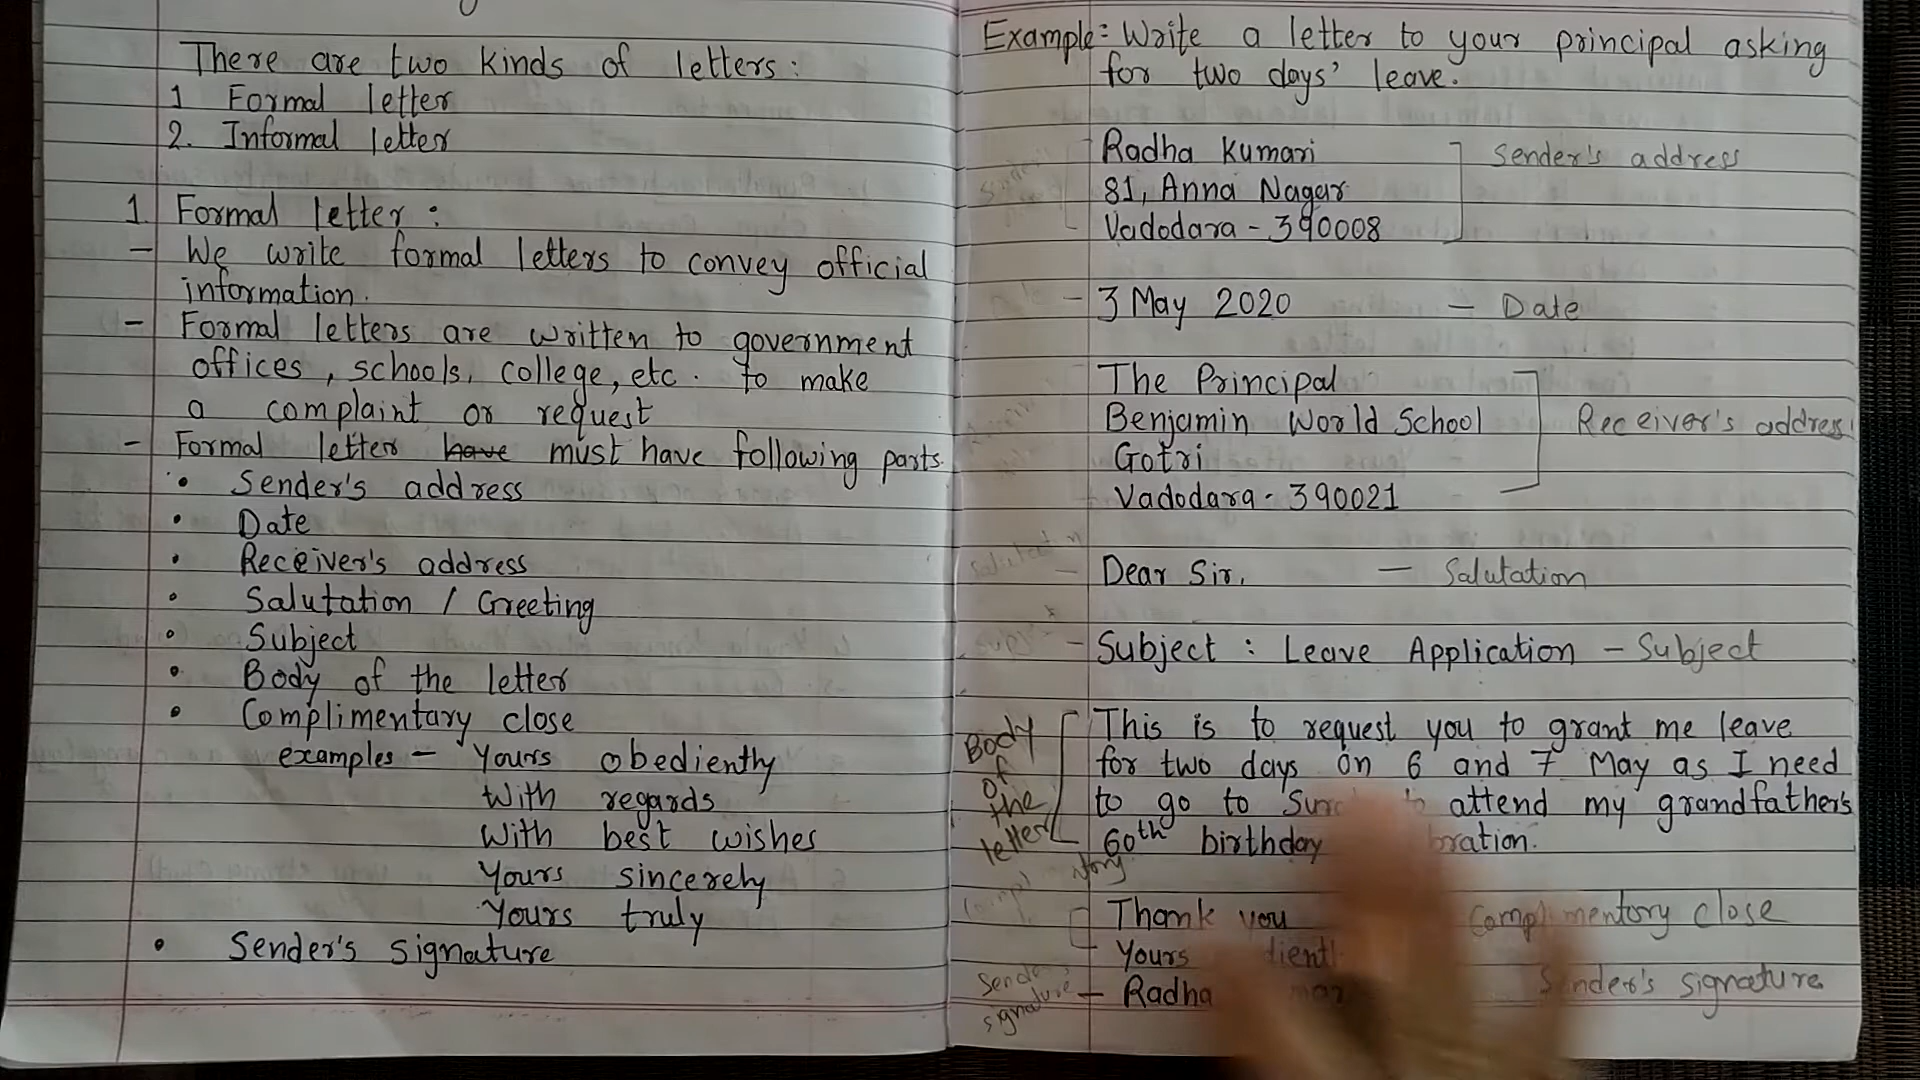 There are two kinds of letters :
1 Formal letter
2. Informal letter
1. Formal letter :
- We write formal letters to convey official
information.
- Formal letters are written to government
offices, schools, college, etc. to make
a complaint or request
- Formal letter have must have following parts.
• Sender's address
• Date
• Receiver's address
• Salutation / Greeting
• Subject
• Body of the letter
• Complimentary close
examples - Yours obediently
With regards
With best wishes
Yours sincerely
Yours truly
• Sender's signature
Example : Write a letter to your principal asking
for two days' leave.
Radha Kumari
Sender's address
81, Anna Nagar
Vadodara - 390008
- 3 May 2020 - Date
The Principal
Benjamin World School
Receiver's address
Gotri
Vadodara - 390021
- Dear Sir, - Salutation
- Subject : Leave Application - Subject
Body of the letter
This is to request you to grant me leave
for two days on 6 and 7 May as I need
to go to attend my grandfather's
60th birthday
Thank you
Complimentory close
Yours
Sender's signature - Radha
Sender's signature